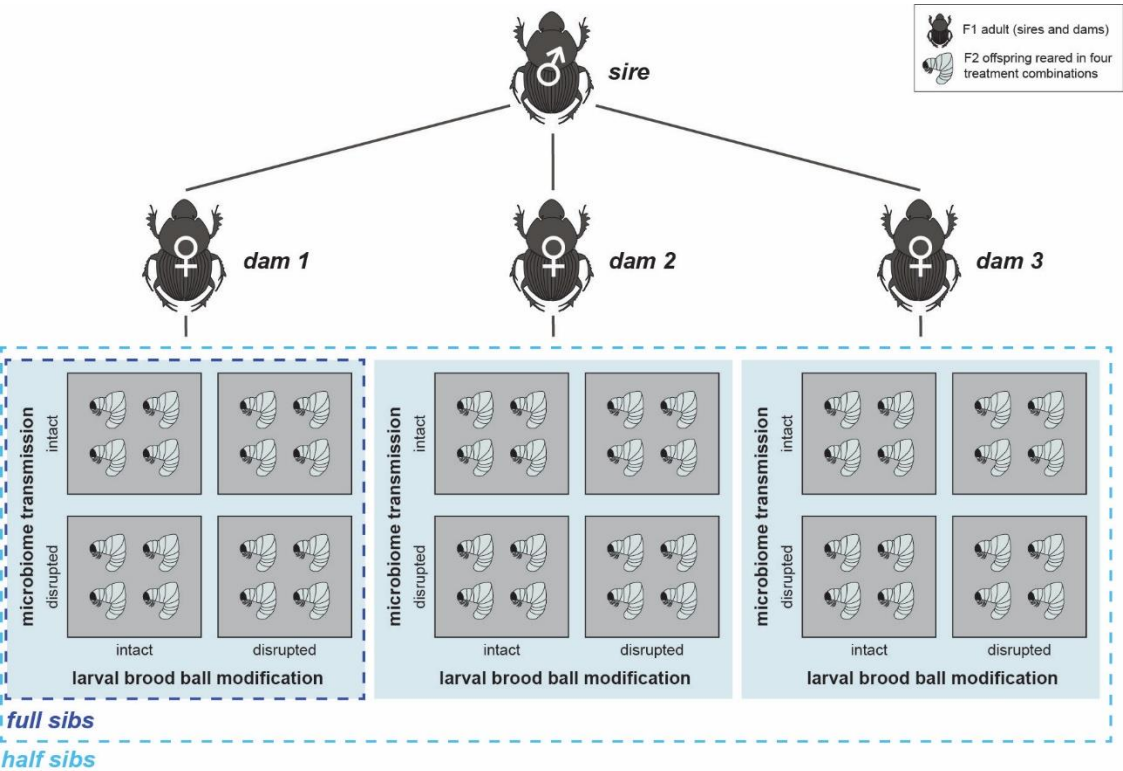 F1 adult (sires and dams)
F2 offspring reared in four
treatment combinations
sire
dam 1
dam 2
dam 3
microbiome transmission
intact
disrupted
intact
disrupted
larval brood ball modification
microbiome transmission
intact
disrupted
intact
disrupted
larval brood ball modification
microbiome transmission
intact
disrupted
intact
disrupted
larval brood ball modification
full sibs
half sibs